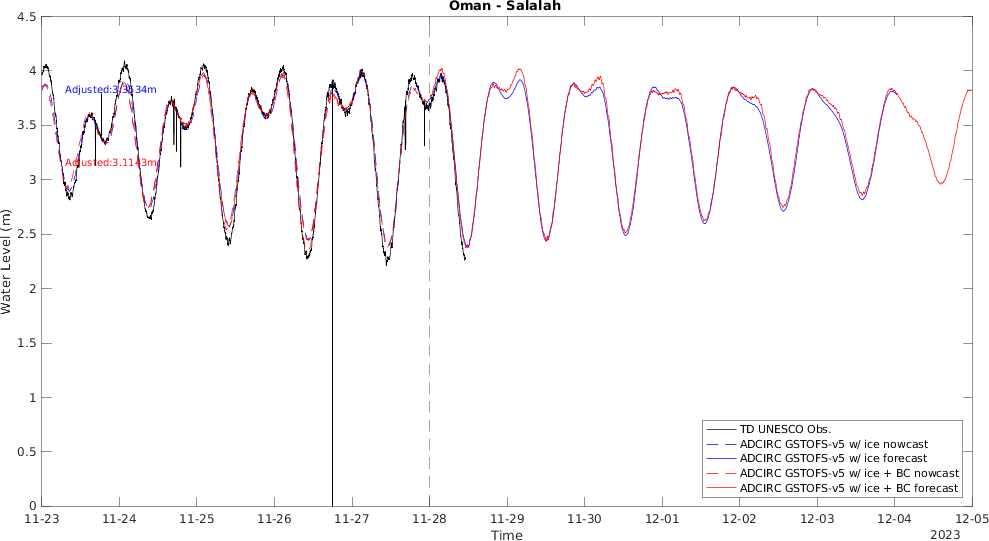 Oman - Salalah
4.5
4
3.5
3
2.5
2
1.5
1
0.5
0
Water Level (m)
Adjusted:3.3534m
Adjusted:3.1143m
TD UNESCO Obs.
ADCIRC GSTOFS-v5 w/ ice nowcast
ADCIRC GSTOFS-v5 w/ ice forecast
ADCIRC GSTOFS-v5 w/ ice + BC nowcast
ADCIRC GSTOFS-v5 w/ ice + BC forecast
11-23 11-24 11-25 11-26 11-27 11-28 11-29 11-30 12-01 12-02 12-03 12-04 12-05
Time
2023